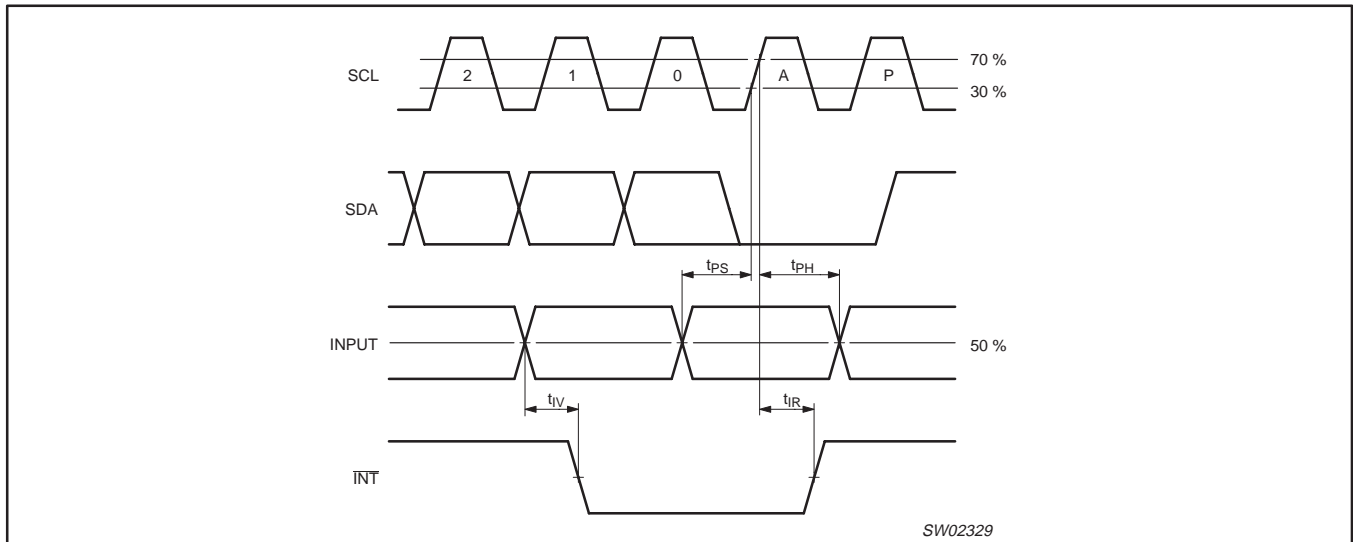 70 %
SCL 2 1 0 A P
30 %
SDA
tPS tPH
INPUT 50 %
tIV tIR
INT
SW02329